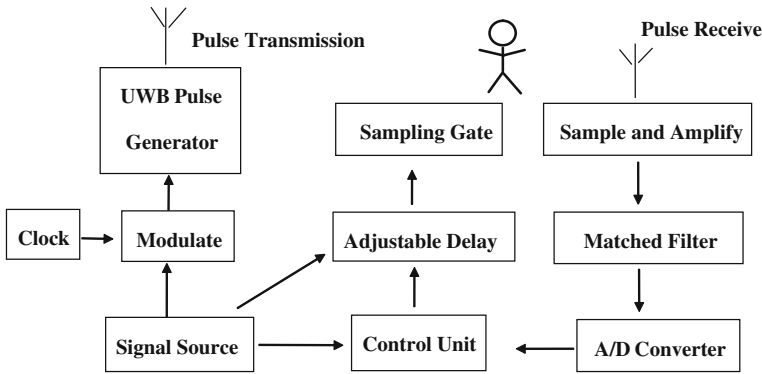 Pulse Transmission
Pulse Receive
UWB Pulse
Generator
Sampling Gate
Sample and Amplify
Clock
Modulate
Adjustable Delay
Matched Filter
Signal Source
Control Unit
A/D Converter